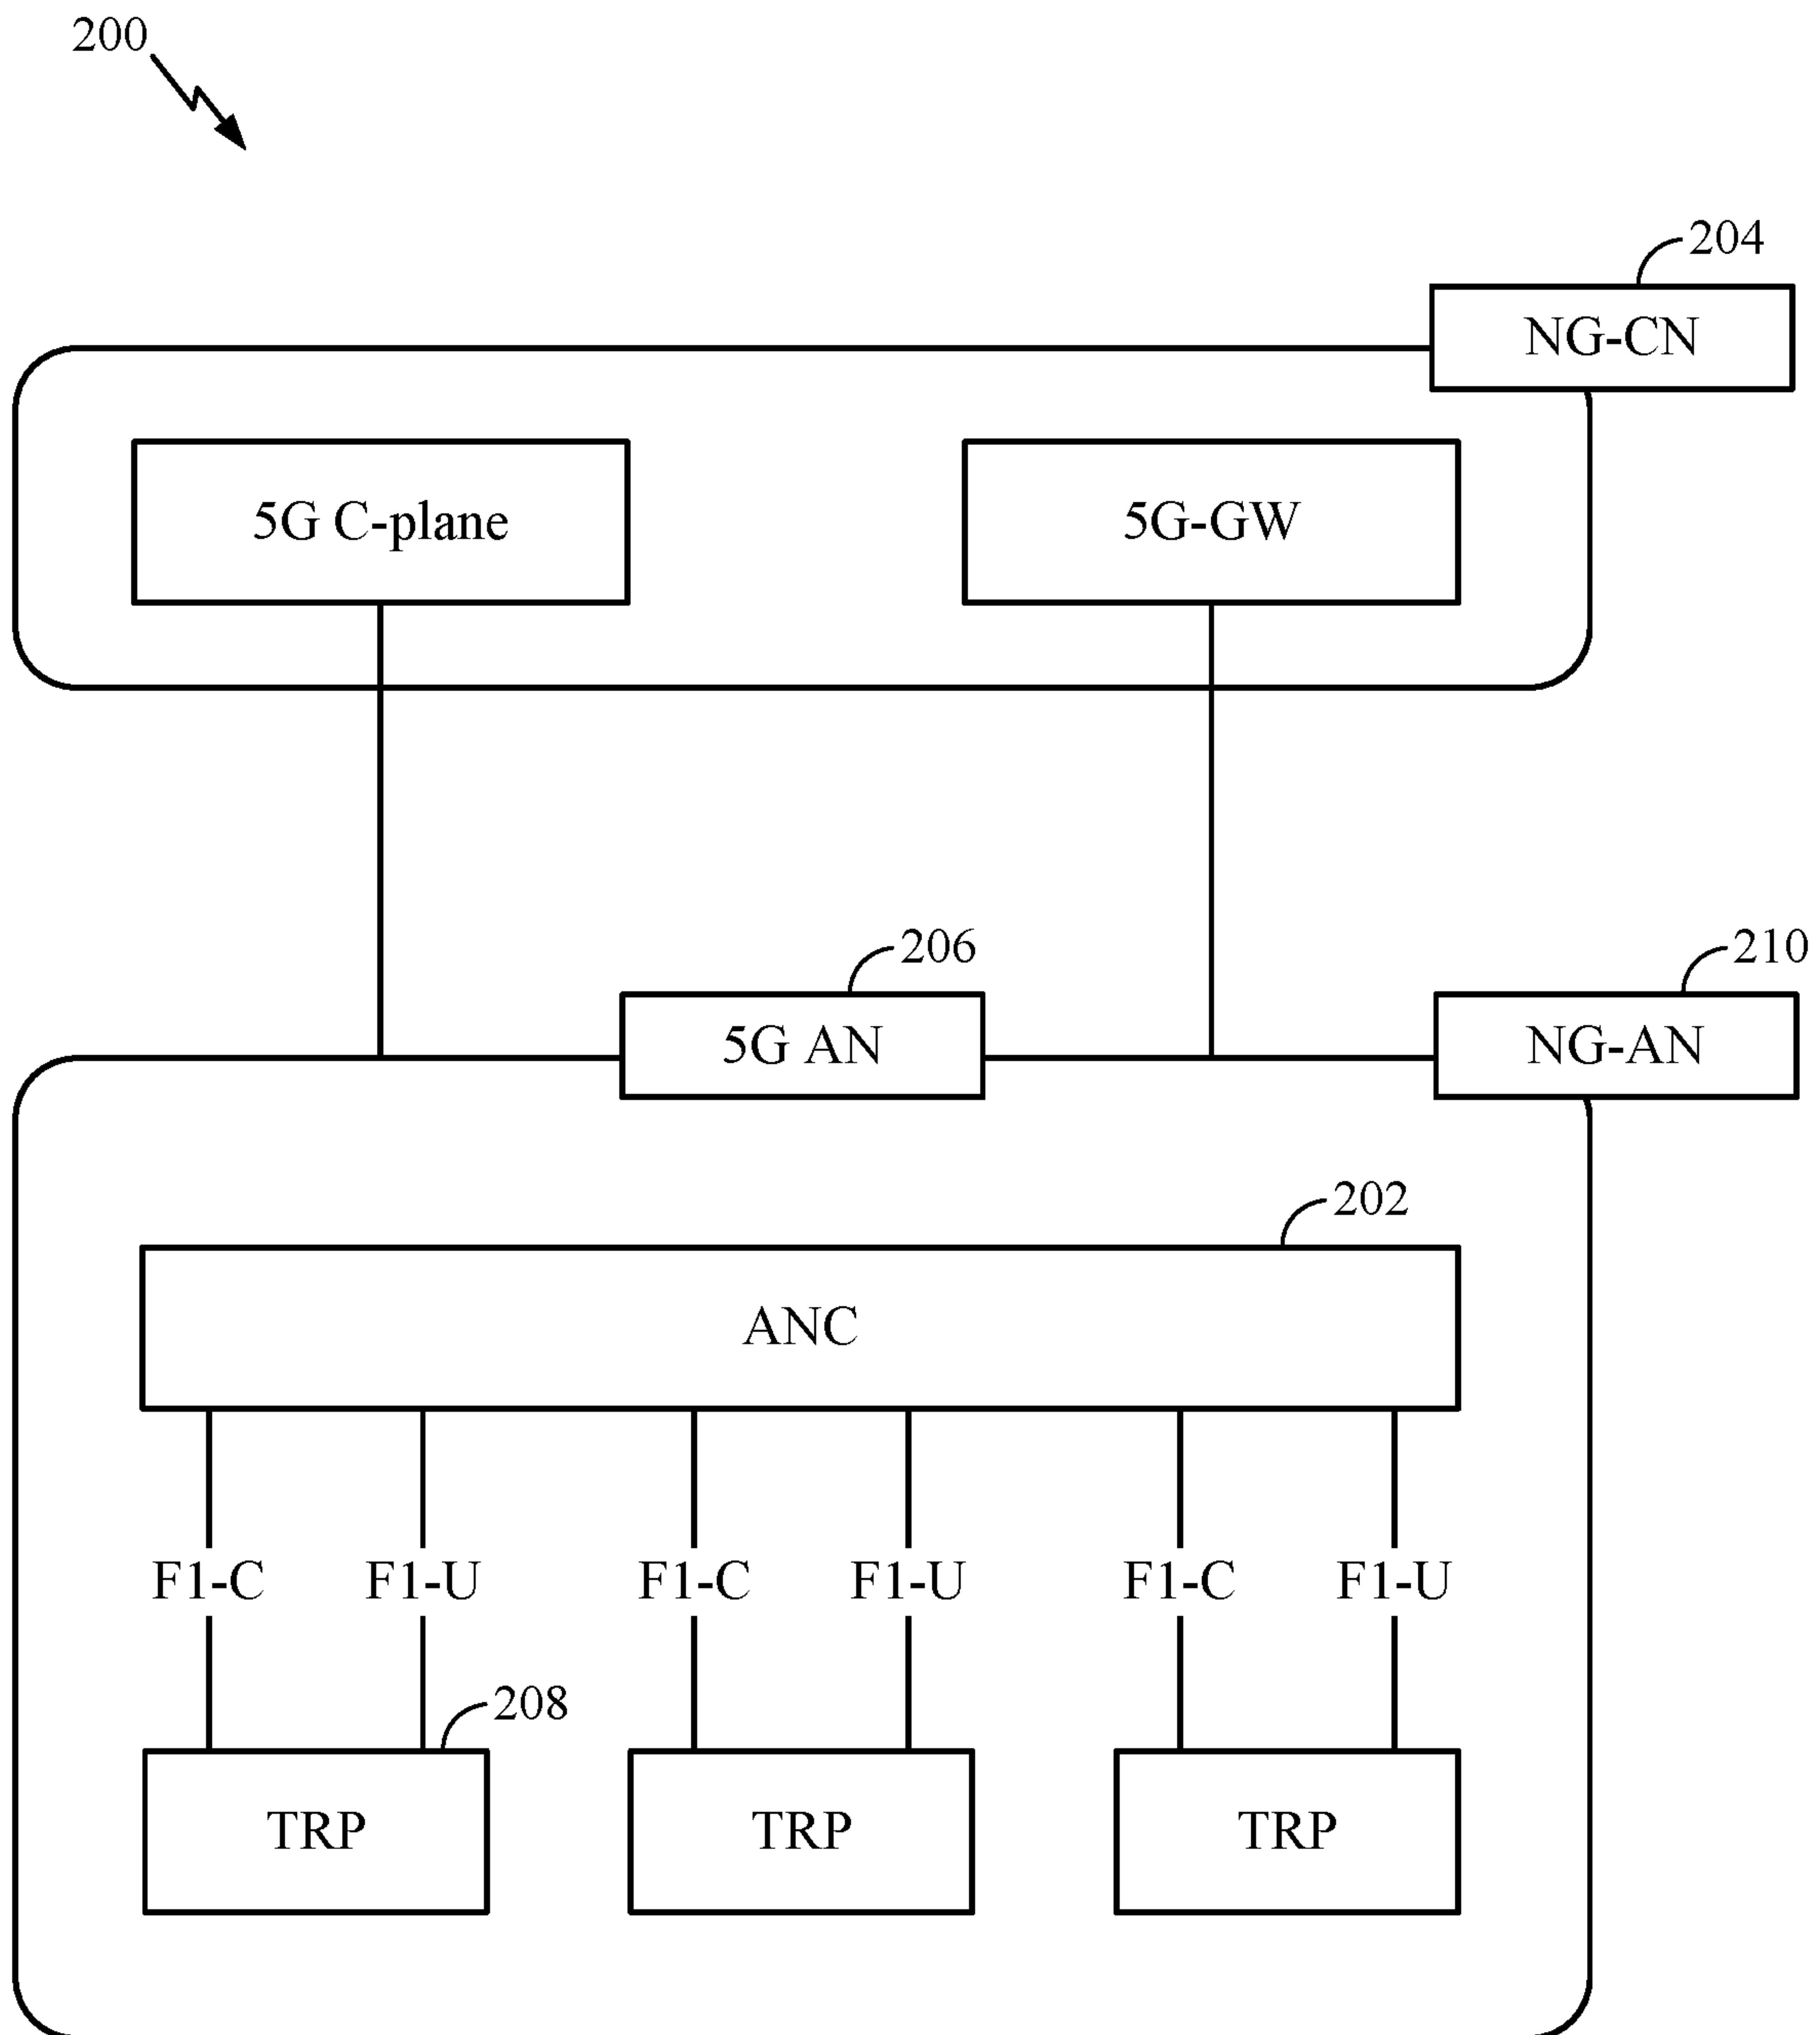 200
204
NG-CN
5G C-plane
5G-GW
206
210
5G AN
NG-AN
202
ANC
F1-C
F1-U
F1-C
F1-U
F1-C
F1-U
208
TRP
TRP
TRP